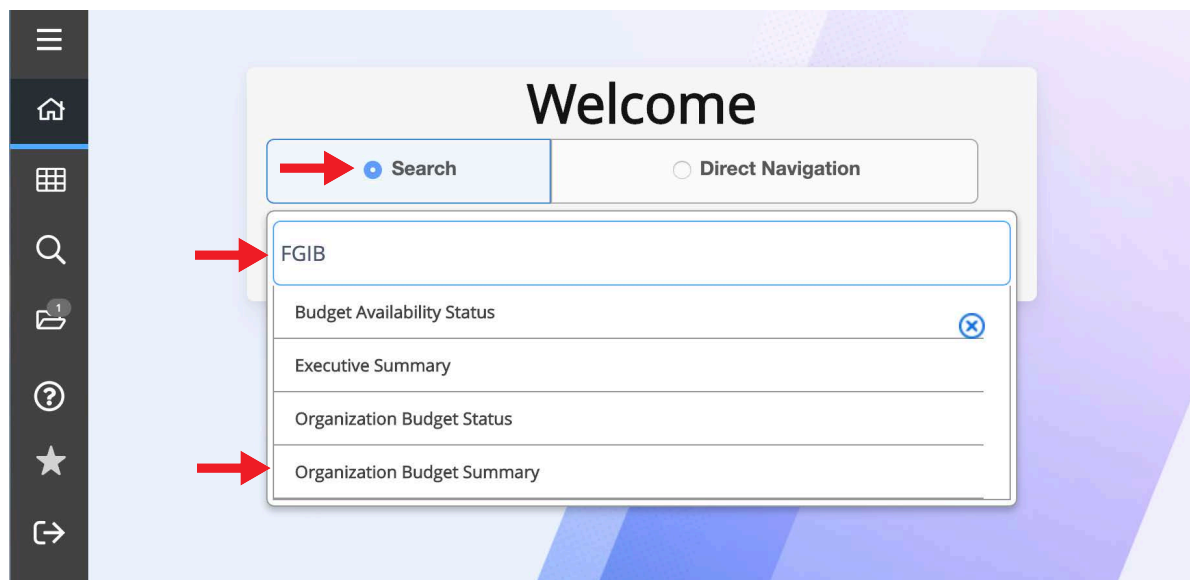 Welcome
Search
Direct Navigation
FGIB
1
Budget Availability Status
Executive Summary
Organization Budget Status
Organization Budget Summary